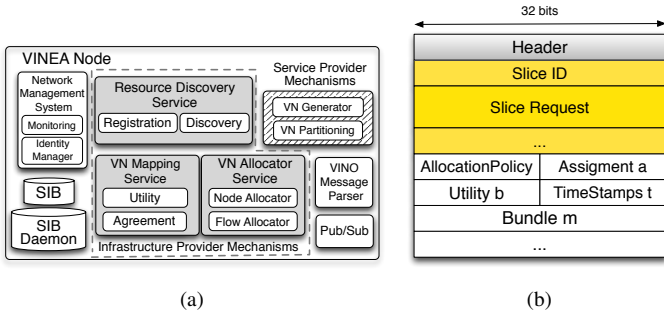 32 bits
VINEA Node
Network
Management
System
Monitoring
Identity
Manager
SIB
SIB
Daemon
Resource Discovery
Service
Registration
Discovery
Service Provider
Mechanisms
VN Generator
VN Partitioning
VN Mapping
Service
Utility
Agreement
VN Allocator
Service
Node Allocator
Flow Allocator
Infrastructure Provider Mechanisms
VINO
Message
Parser
Pub/Sub
Header
Slice ID
Slice Request
...
AllocationPolicy
Assigment a
Utility b
TimeStamps t
Bundle m
...
(a)
(b)